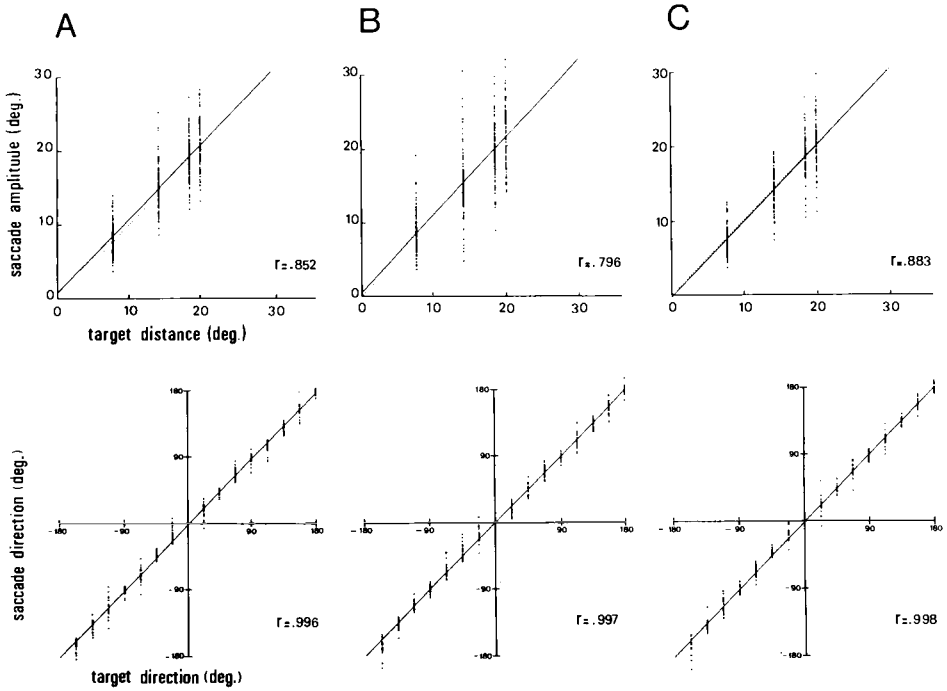 A B C
saccade amplitude (deg.)
30 30 30
20 20 20
10 10 10
0 0 0
r=.852 r=.796 r=.883
0 10 20 30 0 10 20 30 0 10 20 30
target distance (deg.)
saccade direction (deg.)
180 180 180
90 90 90
-180 -90 90 180 -180 -90 90 180 -180 -90 90 180
-90 -90 -90
r=.996 r=.997 r=.998
-180 -180 -180
target direction (deg.)